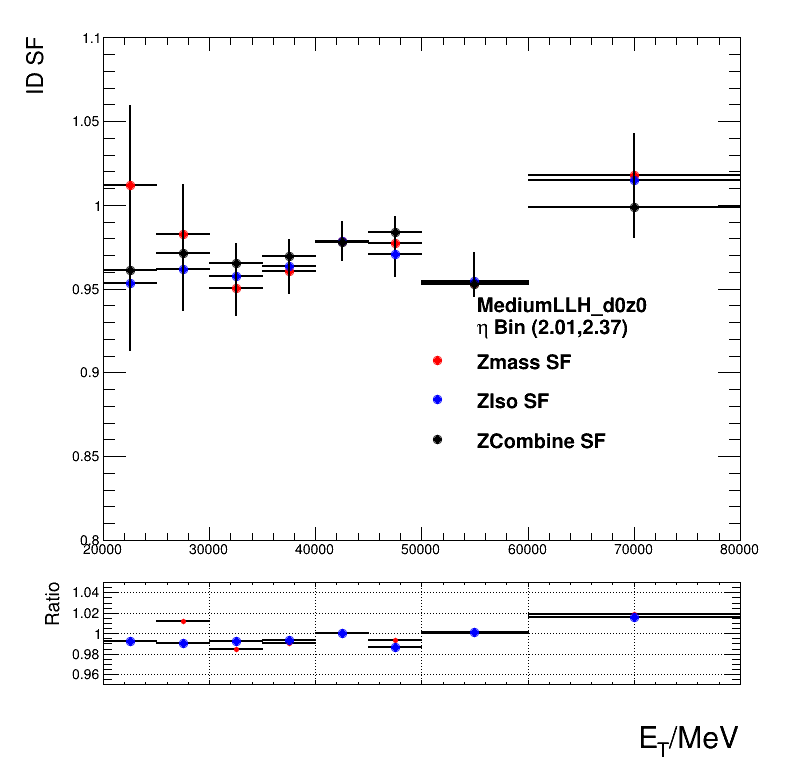 ID SF
1.1
1.05
1
0.95
0.9
0.85
0.8
MediumLLH_d0z0
η Bin (2.01,2.37)
Zmass SF
ZIso SF
ZCombine SF
20000 30000 40000 50000 60000 70000 80000
Ratio
1.04
1.02
1
0.98
0.96
E_T/MeV